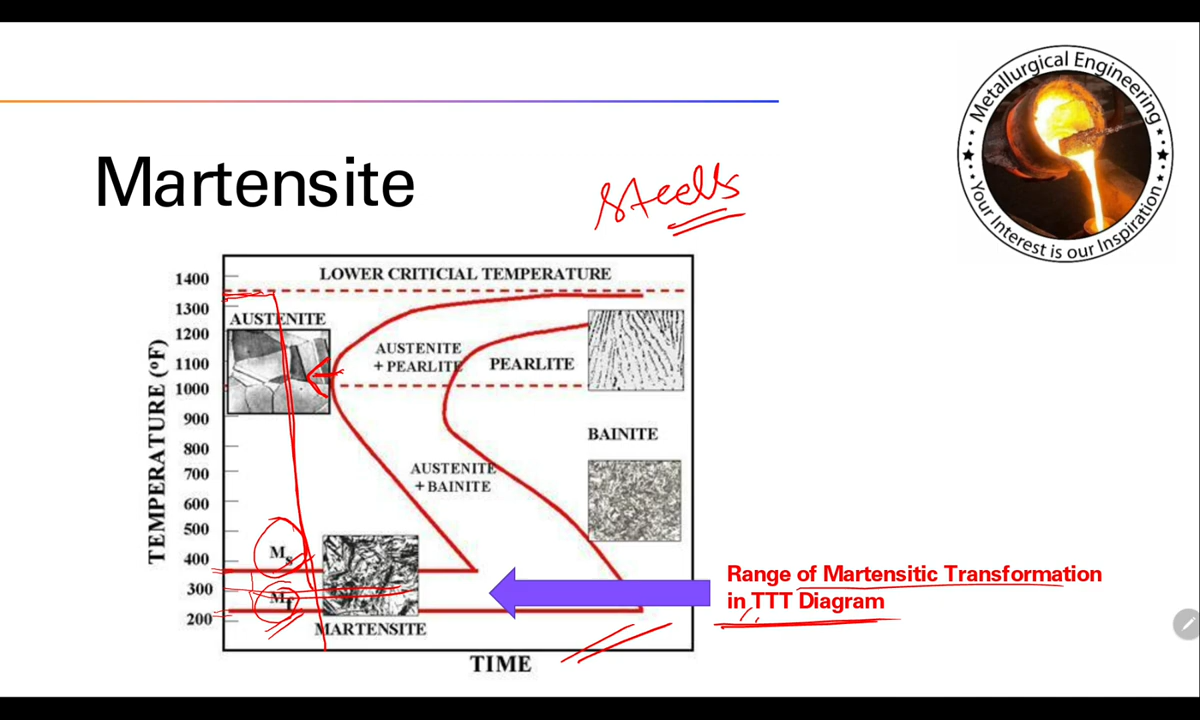 Metallurgical Engineering
Your Interest is our Inspiration
Martensite
steels
LOWER CRITICIAL TEMPERATURE
TEMPERATURE (ºF)
1400
1300
1200
1100
1000
900
800
700
600
500
400
300
200
AUSTENITE
AUSTENITE
+ PEARLITE
PEARLITE
BAINITE
AUSTENITE
+ BAINITE
Ms
Mf
MARTENSITE
Range of Martensitic Transformation
in TTT Diagram
TIME